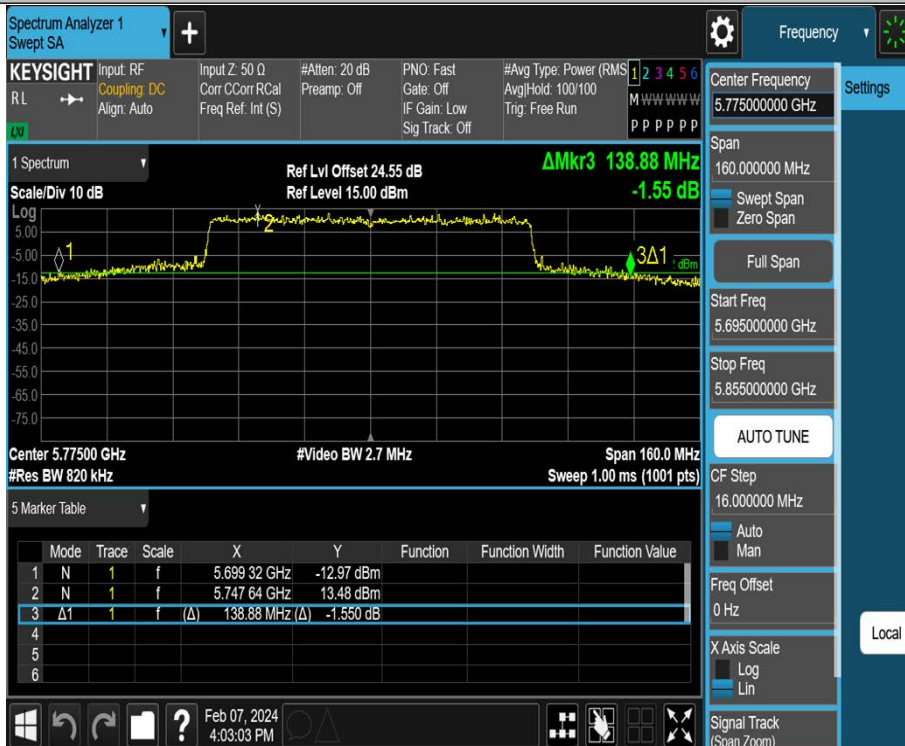 Spectrum Analyzer 1
Swept SA
+
Frequency
KEYSIGHT
RL
LXI
Input: RF
Coupling: DC
Align: Auto
Input Z: 50 Ω
Corr CCorr RCal
Freq Ref: Int (S)
#Atten: 20 dB
Preamp: Off
PNO: Fast
Gate: Off
IF Gain: Low
Sig Track: Off
#Avg Type: Power (RMS
Avg|Hold: 100/100
Trig: Free Run
1 2 3 4 5 6
M W W W W W
P P P P P P
1 Spectrum
Scale/Div 10 dB
Log
Ref Lvl Offset 24.55 dB
Ref Level 15.00 dBm
ΔMkr3 138.88 MHz
-1.55 dB
5.00
-5.00
-15.0
-25.0
-35.0
-45.0
-55.0
-65.0
-75.0
1
2
3Δ1
dBm
Center 5.77500 GHz
#Res BW 820 kHz
#Video BW 2.7 MHz
Span 160.0 MHz
Sweep 1.00 ms (1001 pts)
5 Marker Table
Mode Trace Scale X Y Function Function Width Function Value
1 N 1 f 5.699 32 GHz -12.97 dBm
2 N 1 f 5.747 64 GHz 13.48 dBm
3 Δ1 1 f (Δ) 138.88 MHz (Δ) -1.550 dB
4
5
6
Feb 07, 2024
4:03:03 PM
?
Center Frequency
5.775000000 GHz
Span
160.000000 MHz
Swept Span
Zero Span
Full Span
Start Freq
5.695000000 GHz
Stop Freq
5.855000000 GHz
AUTO TUNE
CF Step
16.000000 MHz
Auto
Man
Freq Offset
0 Hz
X Axis Scale
Log
Lin
Signal Track
(Span Zoom)
Settings
Local